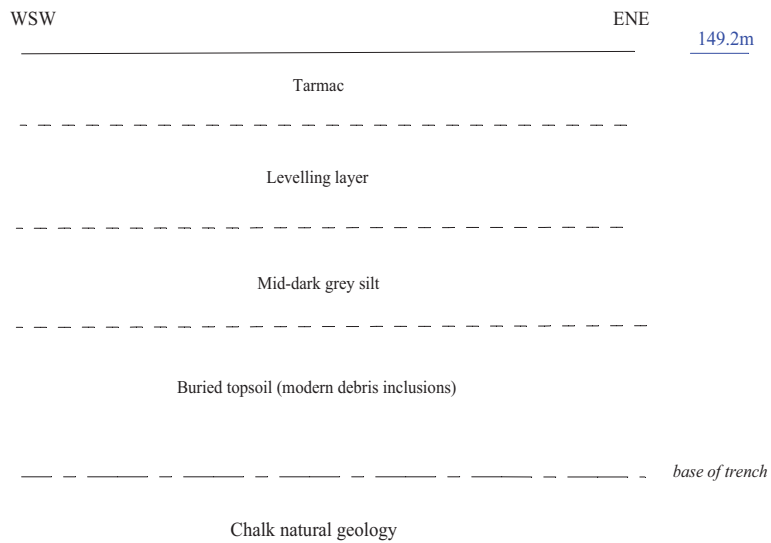 WSW
ENE
149.2m
Tarmac
Levelling layer
Mid-dark grey silt
Buried topsoil (modern debris inclusions)
base of trench
Chalk natural geology